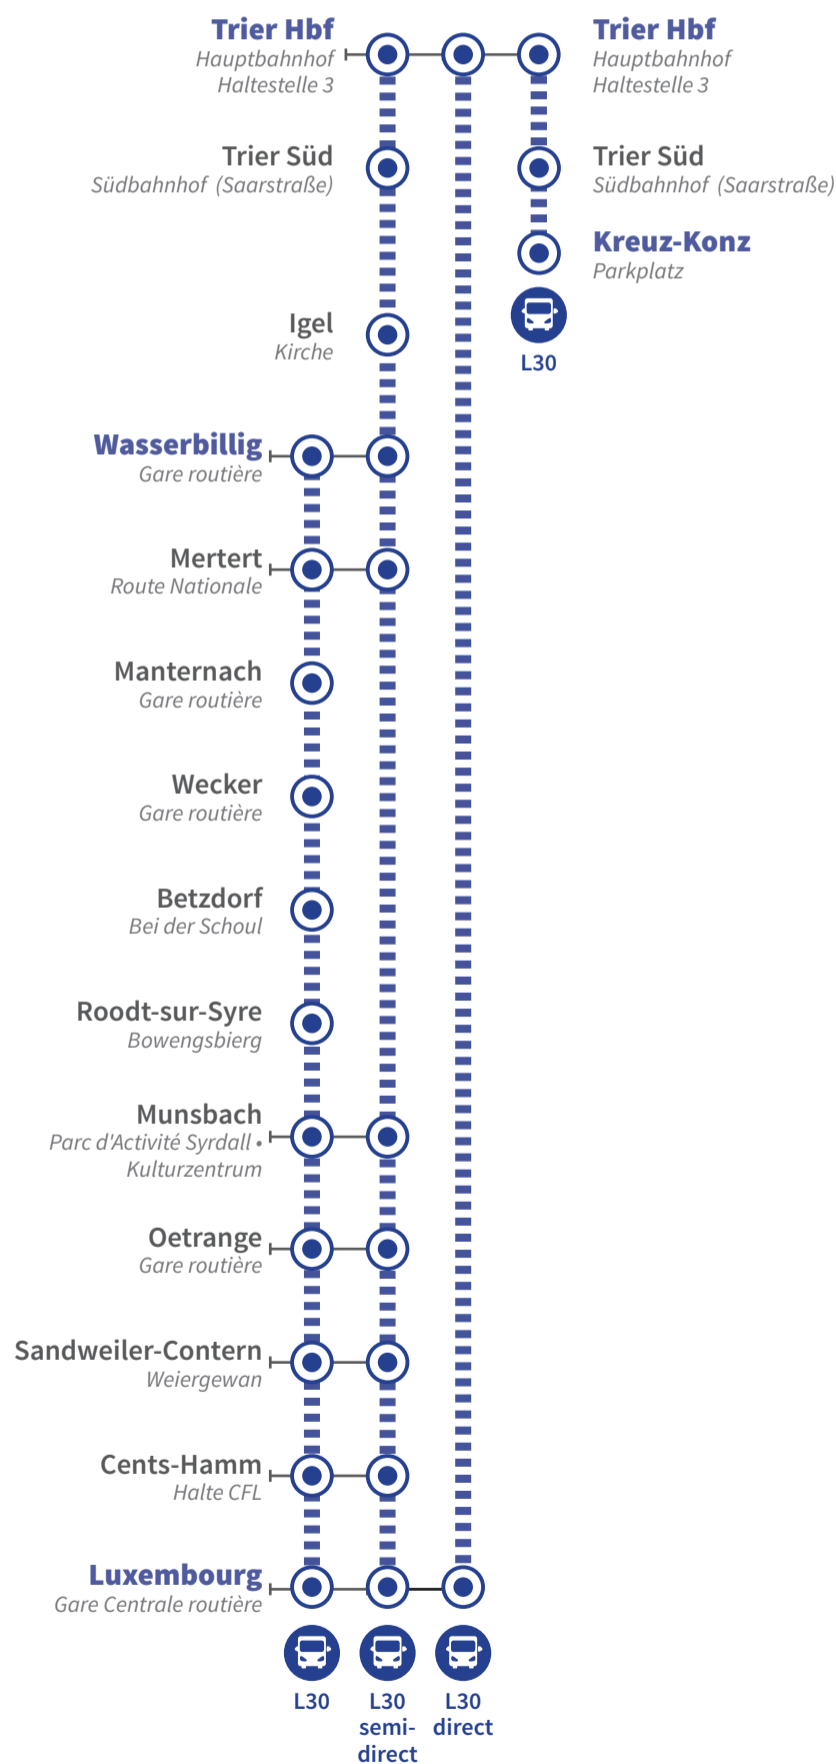 Trier Hbf
Hauptbahnhof
Haltestelle 3
Trier Hbf
Hauptbahnhof
Haltestelle 3
Trier Süd
Südbahnhof (Saarstraße)
Trier Süd
Südbahnhof (Saarstraße)
Kreuz-Konz
Parkplatz
L30
Igel
Kirche
Wasserbillig
Gare routière
Mertert
Route Nationale
Manternach
Gare routière
Wecker
Gare routière
Betzdorf
Bei der Schoul
Roodt-sur-Syre
Bowengsbierg
Munsbach
Parc d'Activité Syrdall •
Kulturzentrum
Oetrange
Gare routière
Sandweiler-Contern
Weiergewan
Cents-Hamm
Halte CFL
Luxembourg
Gare Centrale routière
L30
L30
semi-
direct
L30
direct